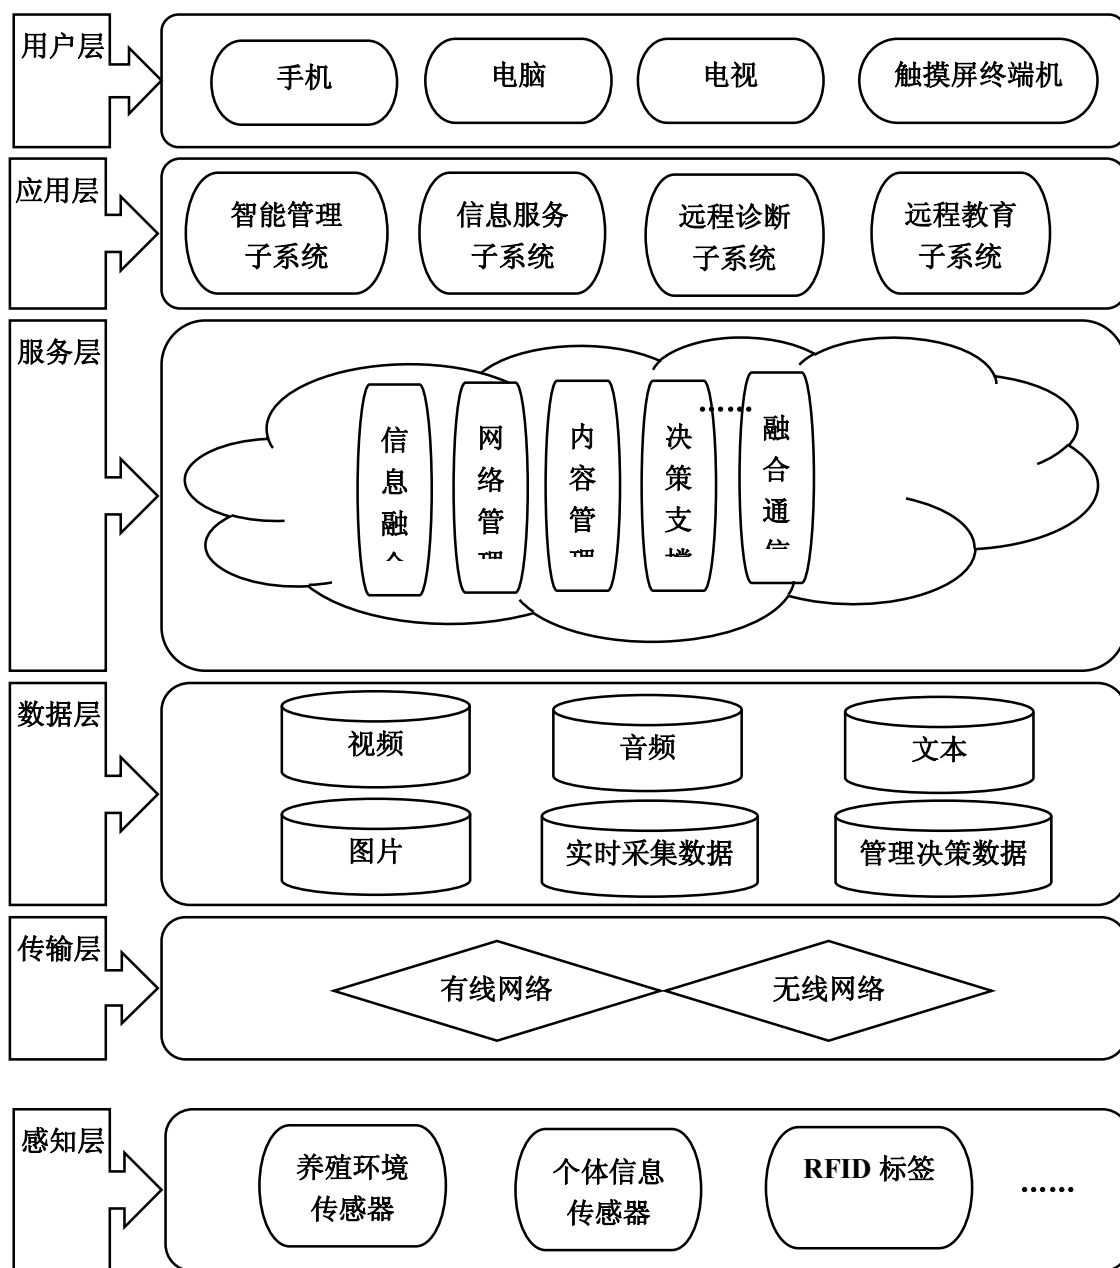 用户层
手机
电脑
电视
触摸屏终端机
应用层
智能管理
子系统
信息服务
子系统
远程诊断
子系统
远程教育
子系统
服务层
信息融合
网络管理
内容管理
决策支撑
……
融合通信
数据层
视频
音频
文本
图片
实时采集数据
管理决策数据
传输层
有线网络
无线网络
感知层
养殖环境
传感器
个体信息
传感器
RFID 标签
……